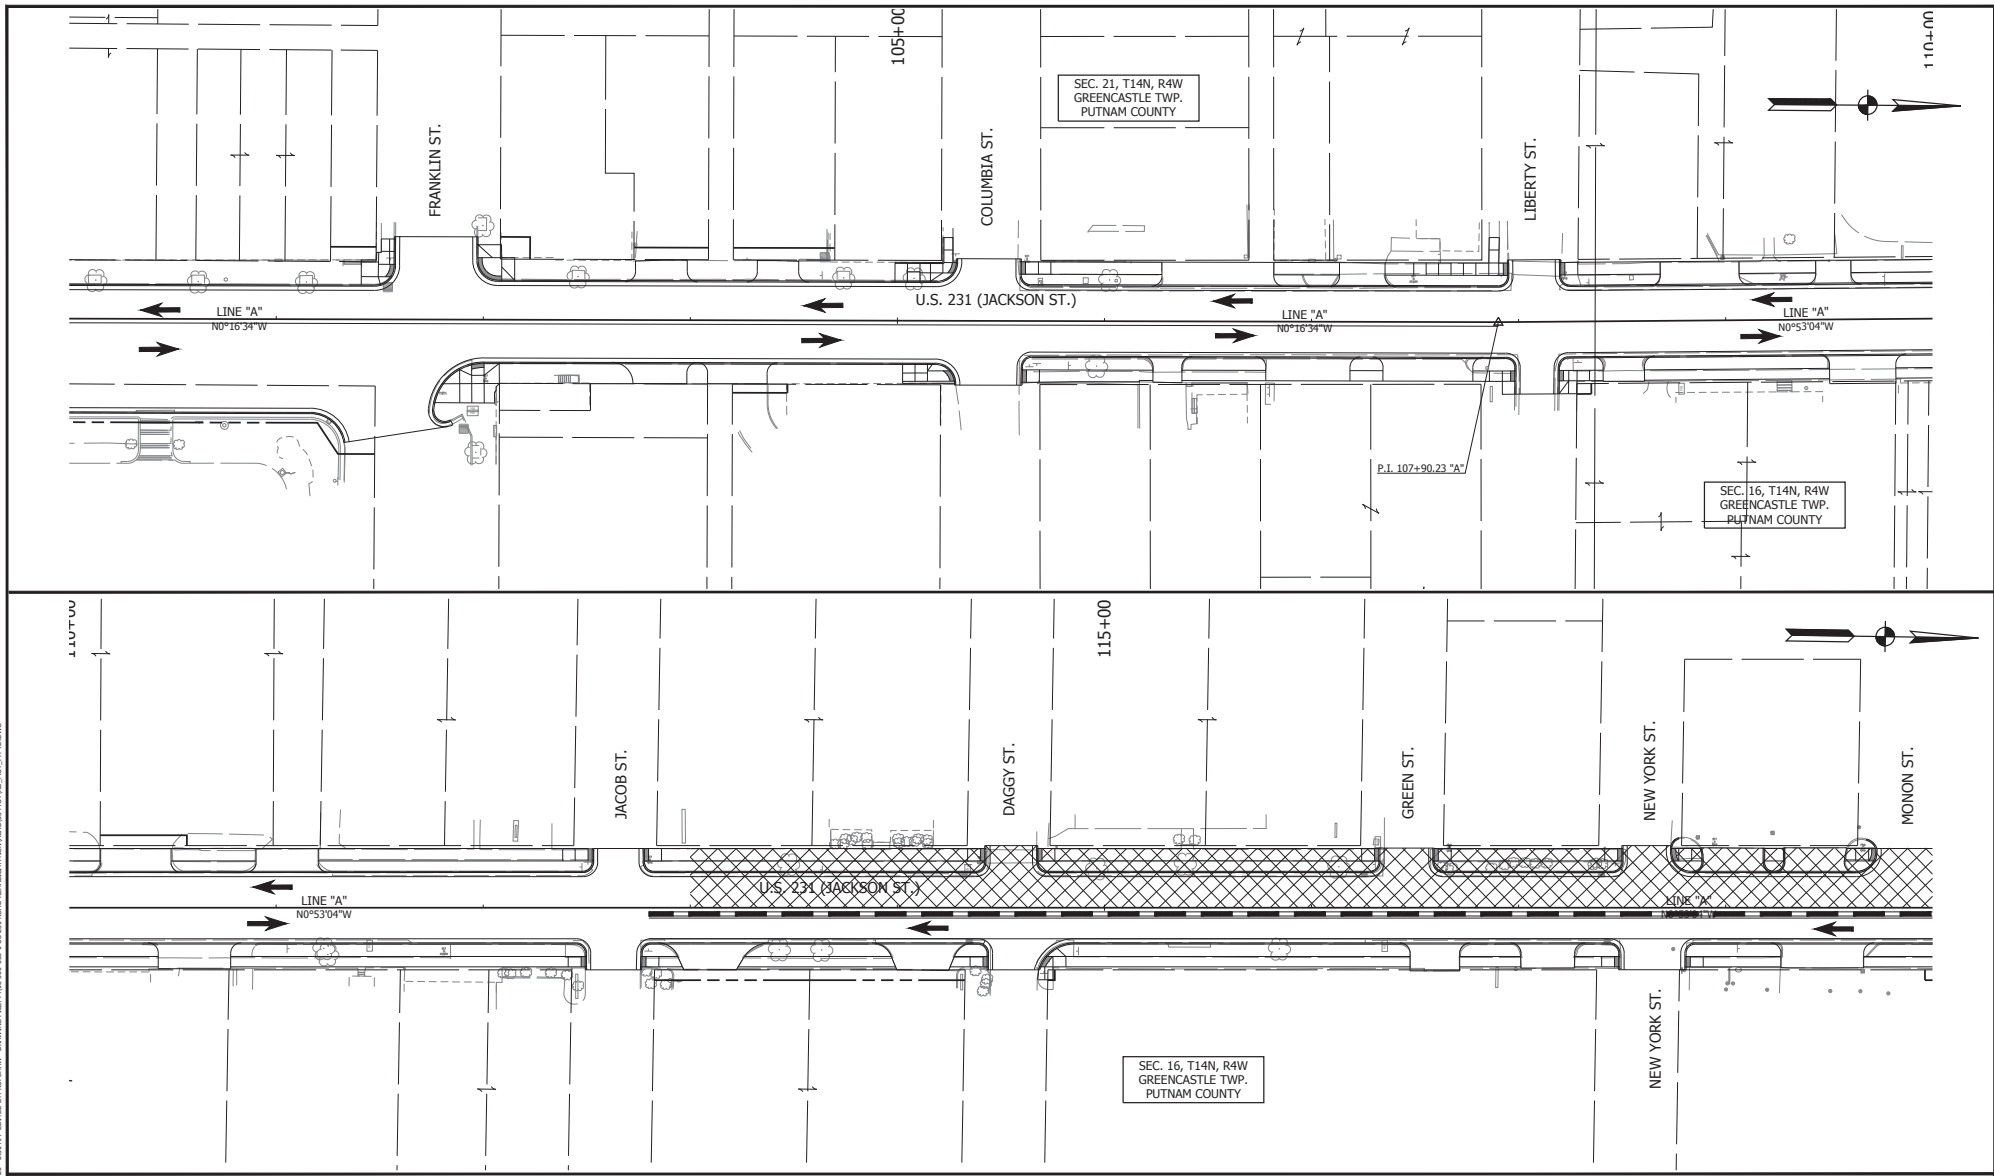 105+00
110+00
SEC. 21, T14N, R4W
GREENCASTLE TWP.
PUTNAM COUNTY
FRANKLIN ST.
COLUMBIA ST.
LIBERTY ST.
U.S. 231 (JACKSON ST.)
LINE "A"
N0°16'34"W
LINE "A"
N0°16'34"W
LINE "A"
N0°53'04"W
P.I. 107+90.23 "A"
SEC. 16, T14N, R4W
GREENCASTLE TWP.
PUTNAM COUNTY
110+00
115+00
JACOB ST.
DAGGY ST.
GREEN ST.
NEW YORK ST.
MONON ST.
U.S. 231 (JACKSON ST.)
LINE "A"
N0°53'04"W
LINE "A"
NEW YORK ST.
SEC. 16, T14N, R4W
GREENCASTLE TWP.
PUTNAM COUNTY